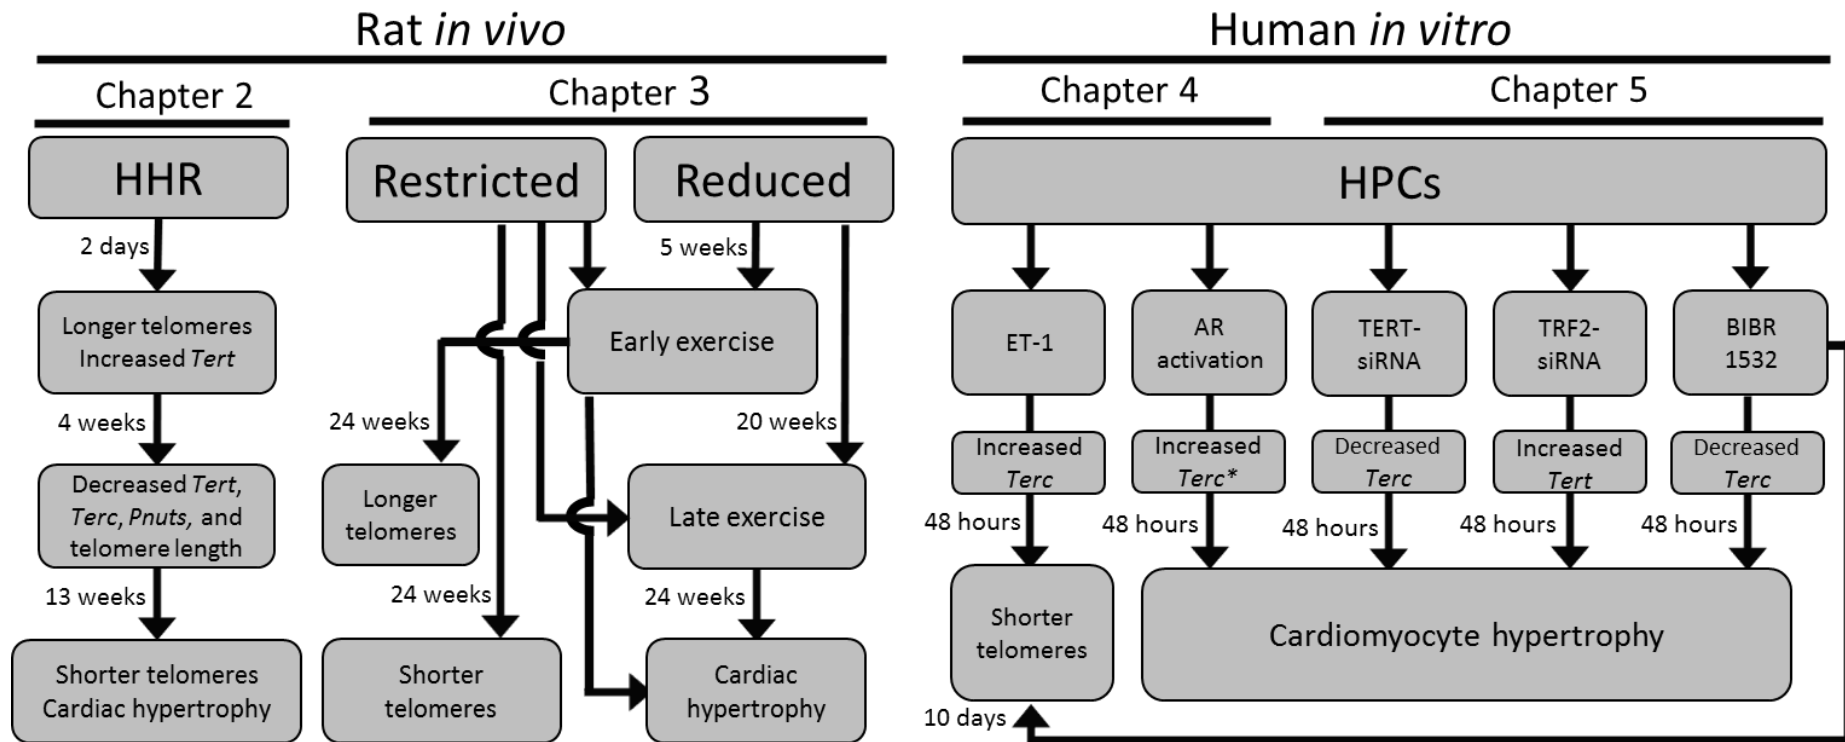 Rat in vivo
Chapter 2
Chapter 3
HHR
Restricted
Reduced
2 days
5 weeks
Longer telomeres
Increased Tert
Early exercise
4 weeks
24 weeks
20 weeks
Decreased Tert,
Terc, Pnuts, and
telomere length
Longer
telomeres
Late exercise
13 weeks
24 weeks
24 weeks
Shorter telomeres
Cardiac hypertrophy
Shorter
telomeres
Cardiac
hypertrophy
Human in vitro
Chapter 4
Chapter 5
HPCs
ET-1
AR
activation
TERT-
siRNA
TRF2-
siRNA
BIBR
1532
Increased
Terc
Increased
Terc*
Decreased
Terc
Increased
Tert
Decreased
Terc
48 hours
48 hours
48 hours
48 hours
48 hours
Shorter
telomeres
Cardiomyocyte hypertrophy
10 days